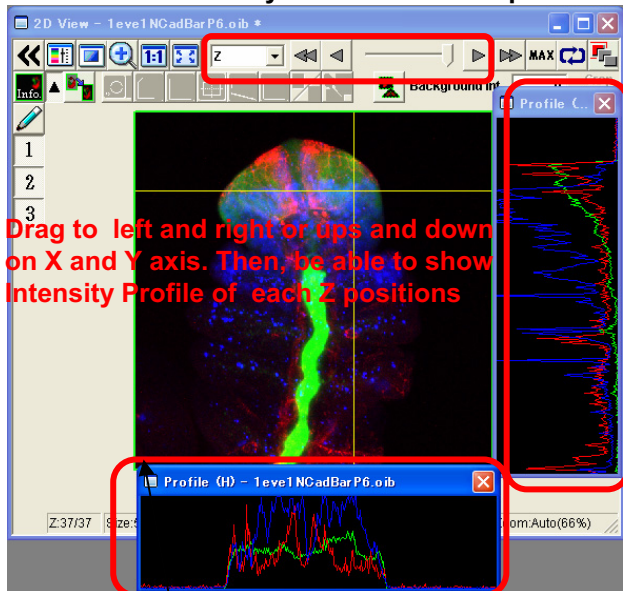 2D View - 1eve1NCadBarP6.oib *
1:1 Z MAX
Info. Background Int
Profile (...
1
2
3
Drag to left and right or ups and down
on X and Y axis. Then, be able to show
Intensity Profile of each Z positions
Profile (H) - 1eve1NCadBarP6.oib
Z:37/37 Size: om:Auto(66%)